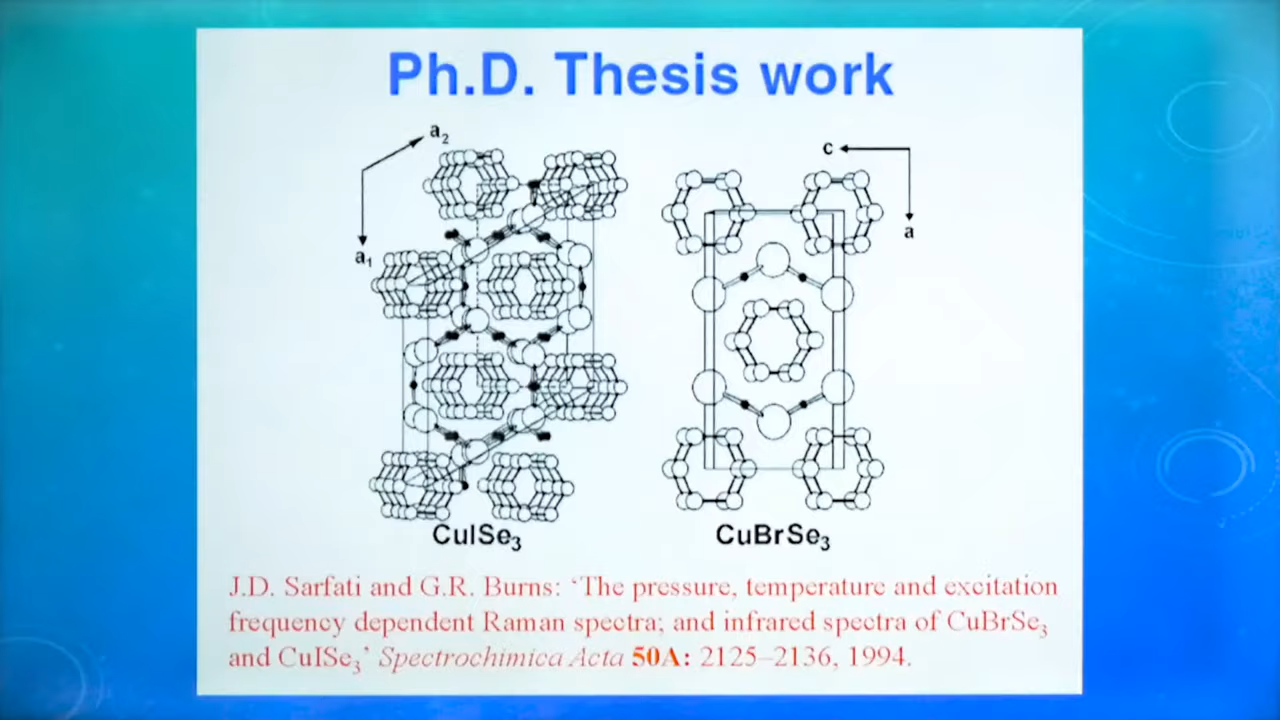 Ph.D. Thesis work
a2
a1
c
a
CuISe3
CuBrSe3
J.D. Sarfati and G.R. Burns: ‘The pressure, temperature and excitation
frequency dependent Raman spectra; and infrared spectra of CuBrSe3
and CuISe3’ Spectrochimica Acta 50A: 2125–2136, 1994.